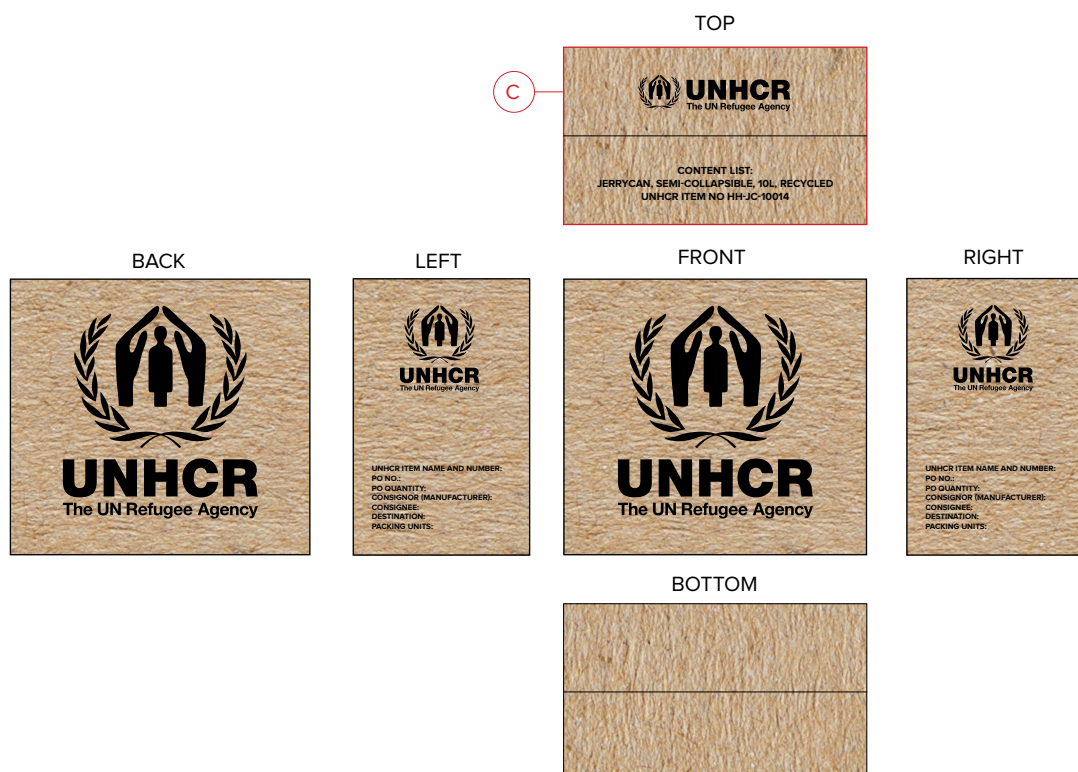 TOP
C
UNHCR
The UN Refugee Agency
CONTENT LIST:
JERRYCAN, SEMI-COLLAPSIBLE, 10L, RECYCLED
UNHCR ITEM NO HH-JC-10014
BACK
UNHCR
The UN Refugee Agency
LEFT
UNHCR
The UN Refugee Agency
UNHCR ITEM NAME AND NUMBER:
PO NO.:
PO QUANTITY:
CONSIGNOR (MANUFACTURER):
CONSIGNEE:
DESTINATION:
PACKING UNITS:
FRONT
UNHCR
The UN Refugee Agency
RIGHT
UNHCR
The UN Refugee Agency
UNHCR ITEM NAME AND NUMBER:
PO NO.:
PO QUANTITY:
CONSIGNOR (MANUFACTURER):
CONSIGNEE:
DESTINATION:
PACKING UNITS:
BOTTOM